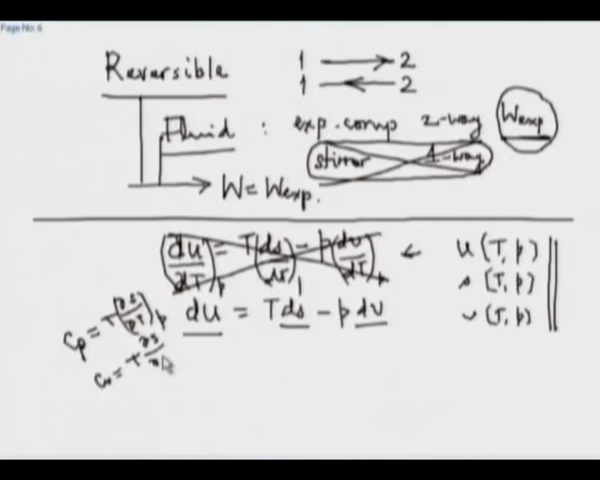 Page No: 6
Reversible 1 → 2
1 ← 2
Fluid : exp. comp 2-way Wexp
stirrer 1-way
W = Wexp.
(du/dT)p = T(ds/dT)p - p(dv/dT)p ← u(T, p)
s(T, p)
du = Tds - pdv v(T, p)
Cp = T(∂s/∂T)p
Cv = T ∂s/∂